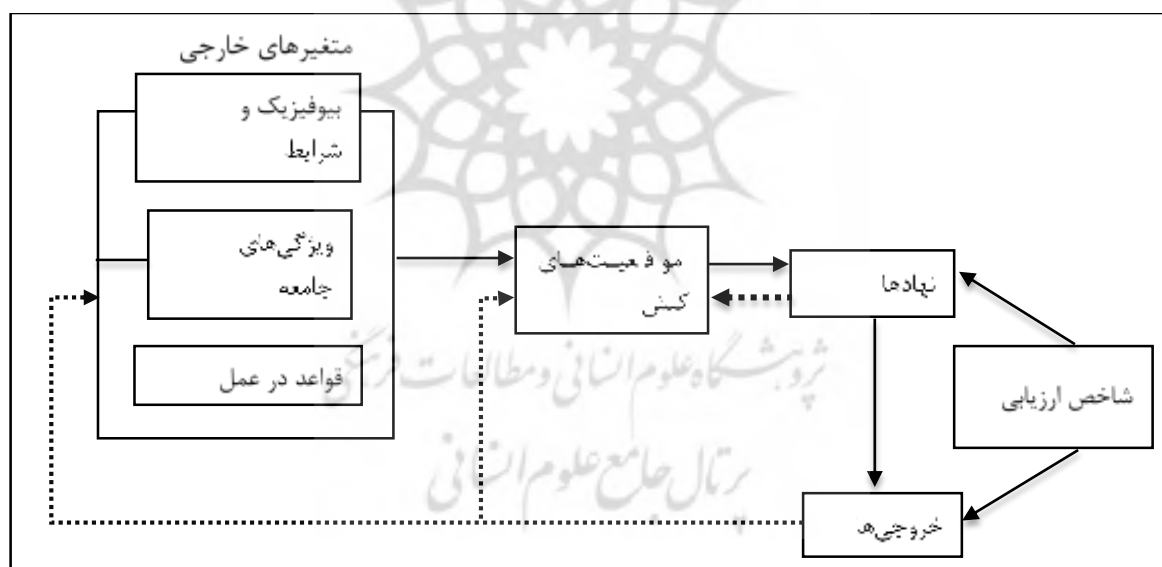 متغیرهای خارجی
بیوفیزیک و
شرایط
ویژگی‌های
جامعه
قواعد در عمل
موقعیت‌های
کنش
نهادها
شاخص ارزیابی
خروجی‌ها
پژوهشگاه علوم انسانی و مطالعات فرهنگی
پرتال جامع علوم انسانی